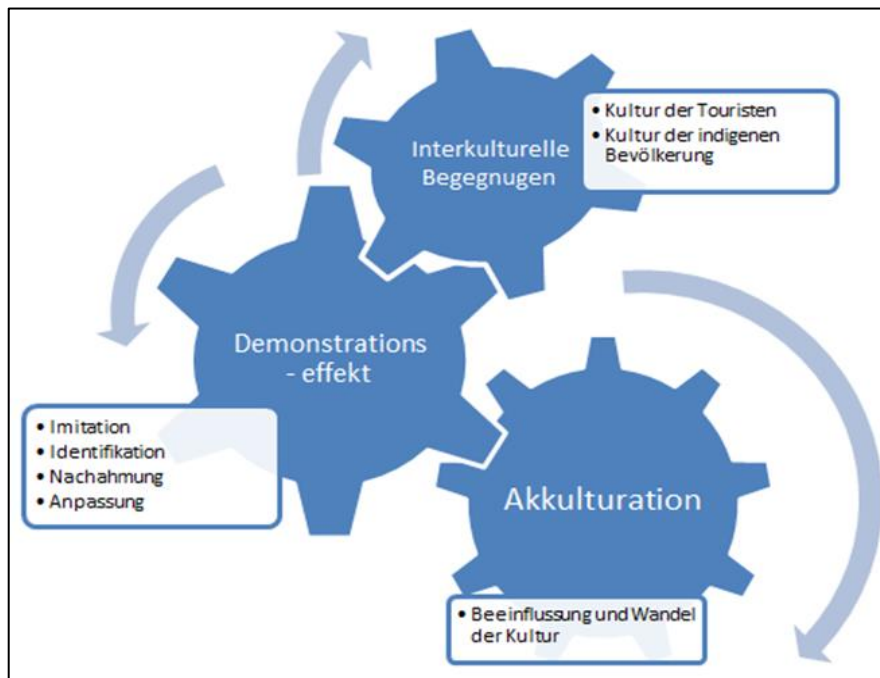 Interkulturelle
Begegnugen
• Kultur der Touristen
• Kultur der indigenen
Bevölkerung
Demonstrations
- effekt
• Imitation
• Identifikation
• Nachahmung
• Anpassung
Akkulturation
• Beeinflussung und Wandel
der Kultur